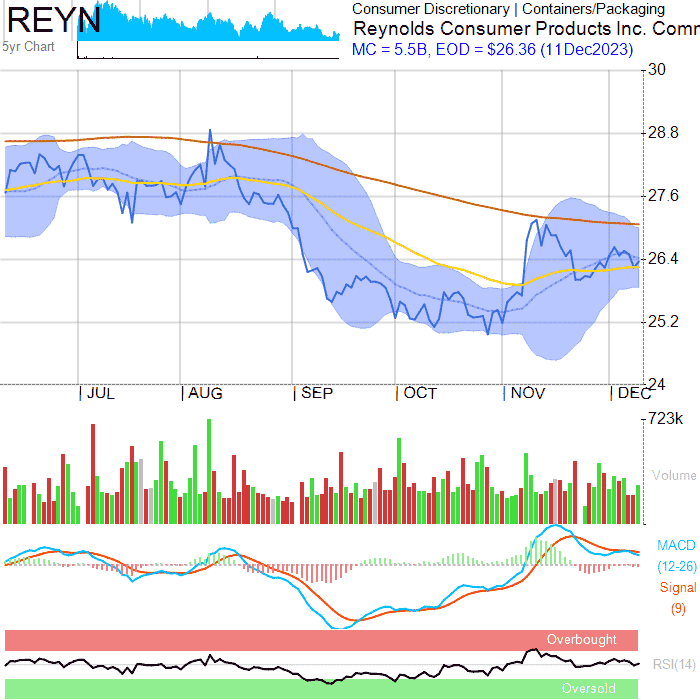 REYN
5yr Chart
Consumer Discretionary | Containers/Packaging
Reynolds Consumer Products Inc. Comm
MC = 5.5B, EOD = $26.36 (11Dec2023)
30
28.8
27.6
26.4
25.2
24
JUL AUG SEP OCT NOV DEC
723k
Volume
MACD
(12-26)
Signal
(9)
Overbought
RSI(14)
Oversold